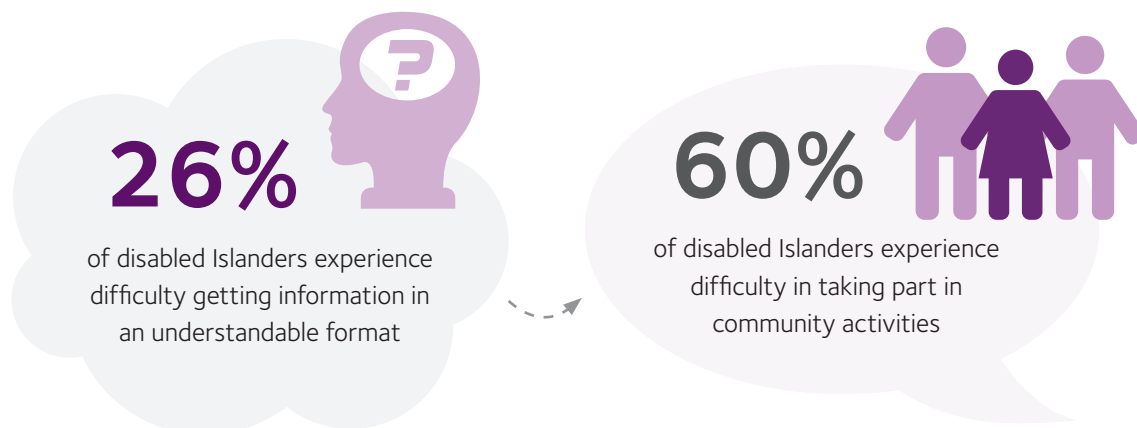 ?
26%
of disabled Islanders experience
difficulty getting information in
an understandable format
60%
of disabled Islanders experience
difficulty in taking part in
community activities